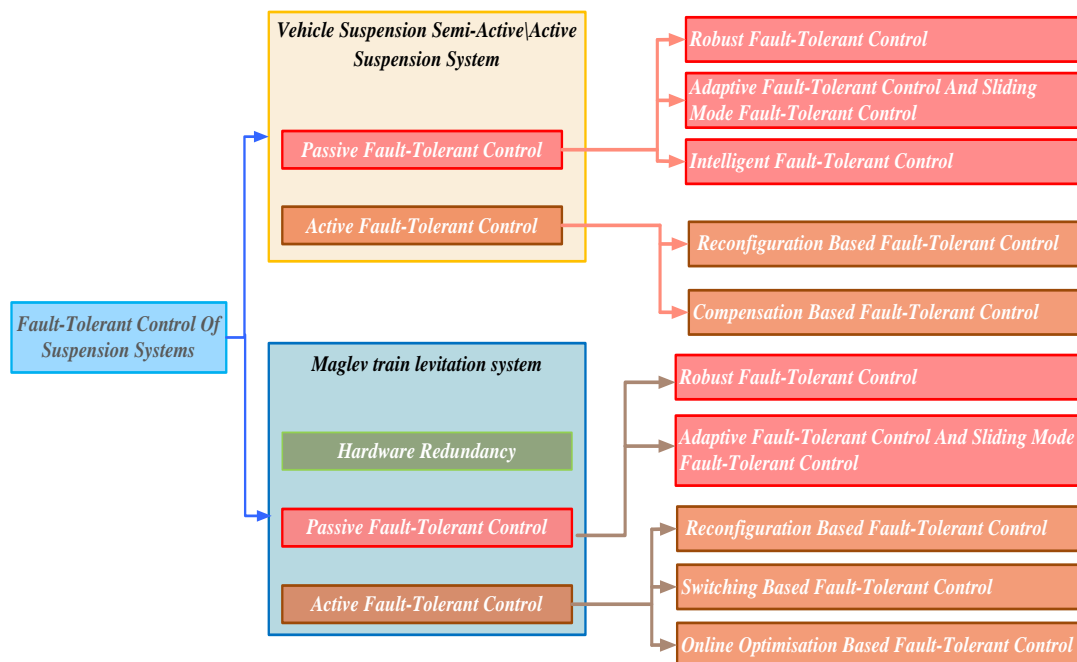 Fault-Tolerant Control Of
Suspension Systems
Vehicle Suspension Semi-Active\Active
Suspension System
Passive Fault-Tolerant Control
Active Fault-Tolerant Control
Robust Fault-Tolerant Control
Adaptive Fault-Tolerant Control And Sliding
Mode Fault-Tolerant Control
Intelligent Fault-Tolerant Control
Reconfiguration Based Fault-Tolerant Control
Compensation Based Fault-Tolerant Control
Maglev train levitation system
Hardware Redundancy
Passive Fault-Tolerant Control
Active Fault-Tolerant Control
Robust Fault-Tolerant Control
Adaptive Fault-Tolerant Control And Sliding Mode
Fault-Tolerant Control
Reconfiguration Based Fault-Tolerant Control
Switching Based Fault-Tolerant Control
Online Optimisation Based Fault-Tolerant Control